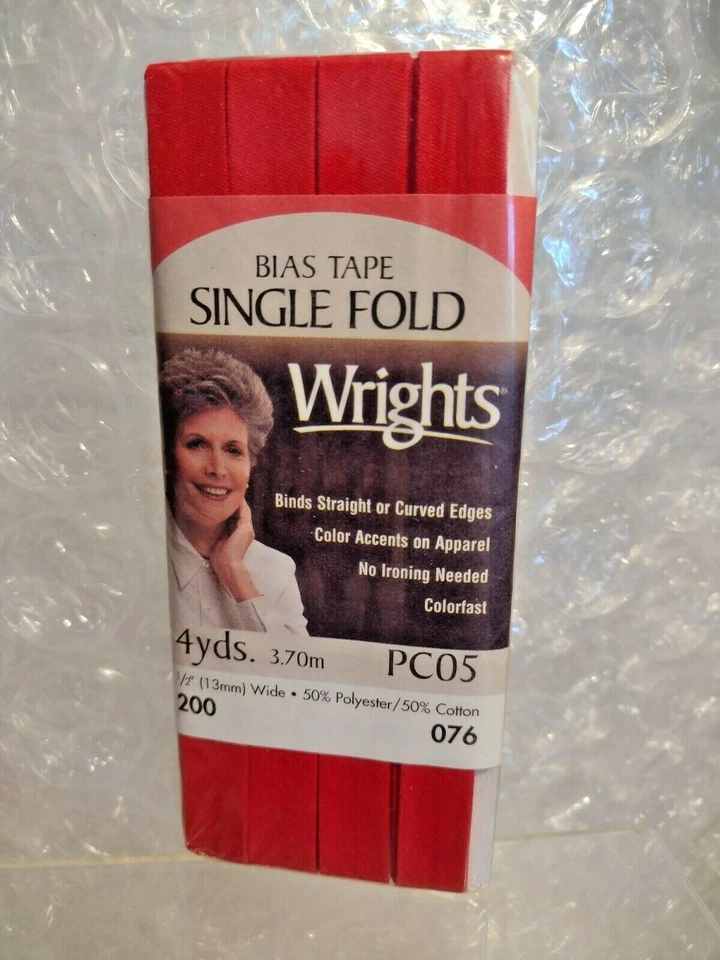 BIAS TAPE
SINGLE FOLD
Wrights®
Binds Straight or Curved Edges
Color Accents on Apparel
No Ironing Needed
Colorfast
4yds. 3.70m PC05
1/2" (13mm) Wide • 50% Polyester/50% Cotton
200 076